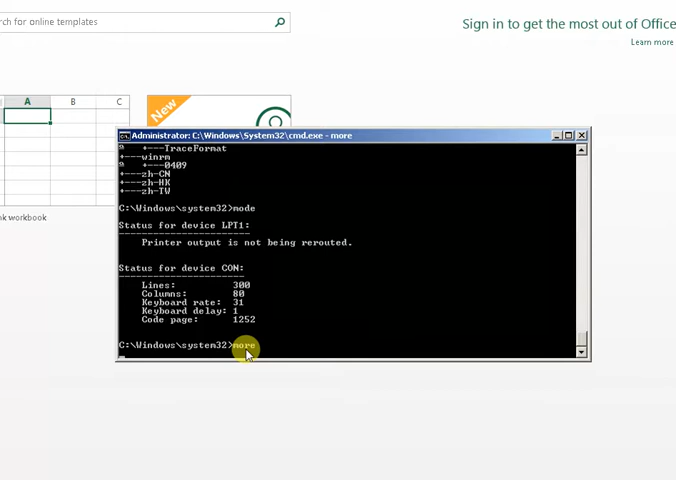 rch for online templates
Sign in to get the most out of Office
Learn more
A B C
New
Administrator: C:\Windows\System32\cmd.exe - more
+---TraceFormat
+---winrm
+---0409
+---zh-CN
+---zh-HK
+---zh-TW
C:\Windows\system32>mode
Status for device LPT1:
-----------------------
Printer output is not being rerouted.
Status for device CON:
----------------------
Lines: 300
Columns: 80
Keyboard rate: 31
Keyboard delay: 1
Code page: 1252
C:\Windows\system32>more
nk workbook